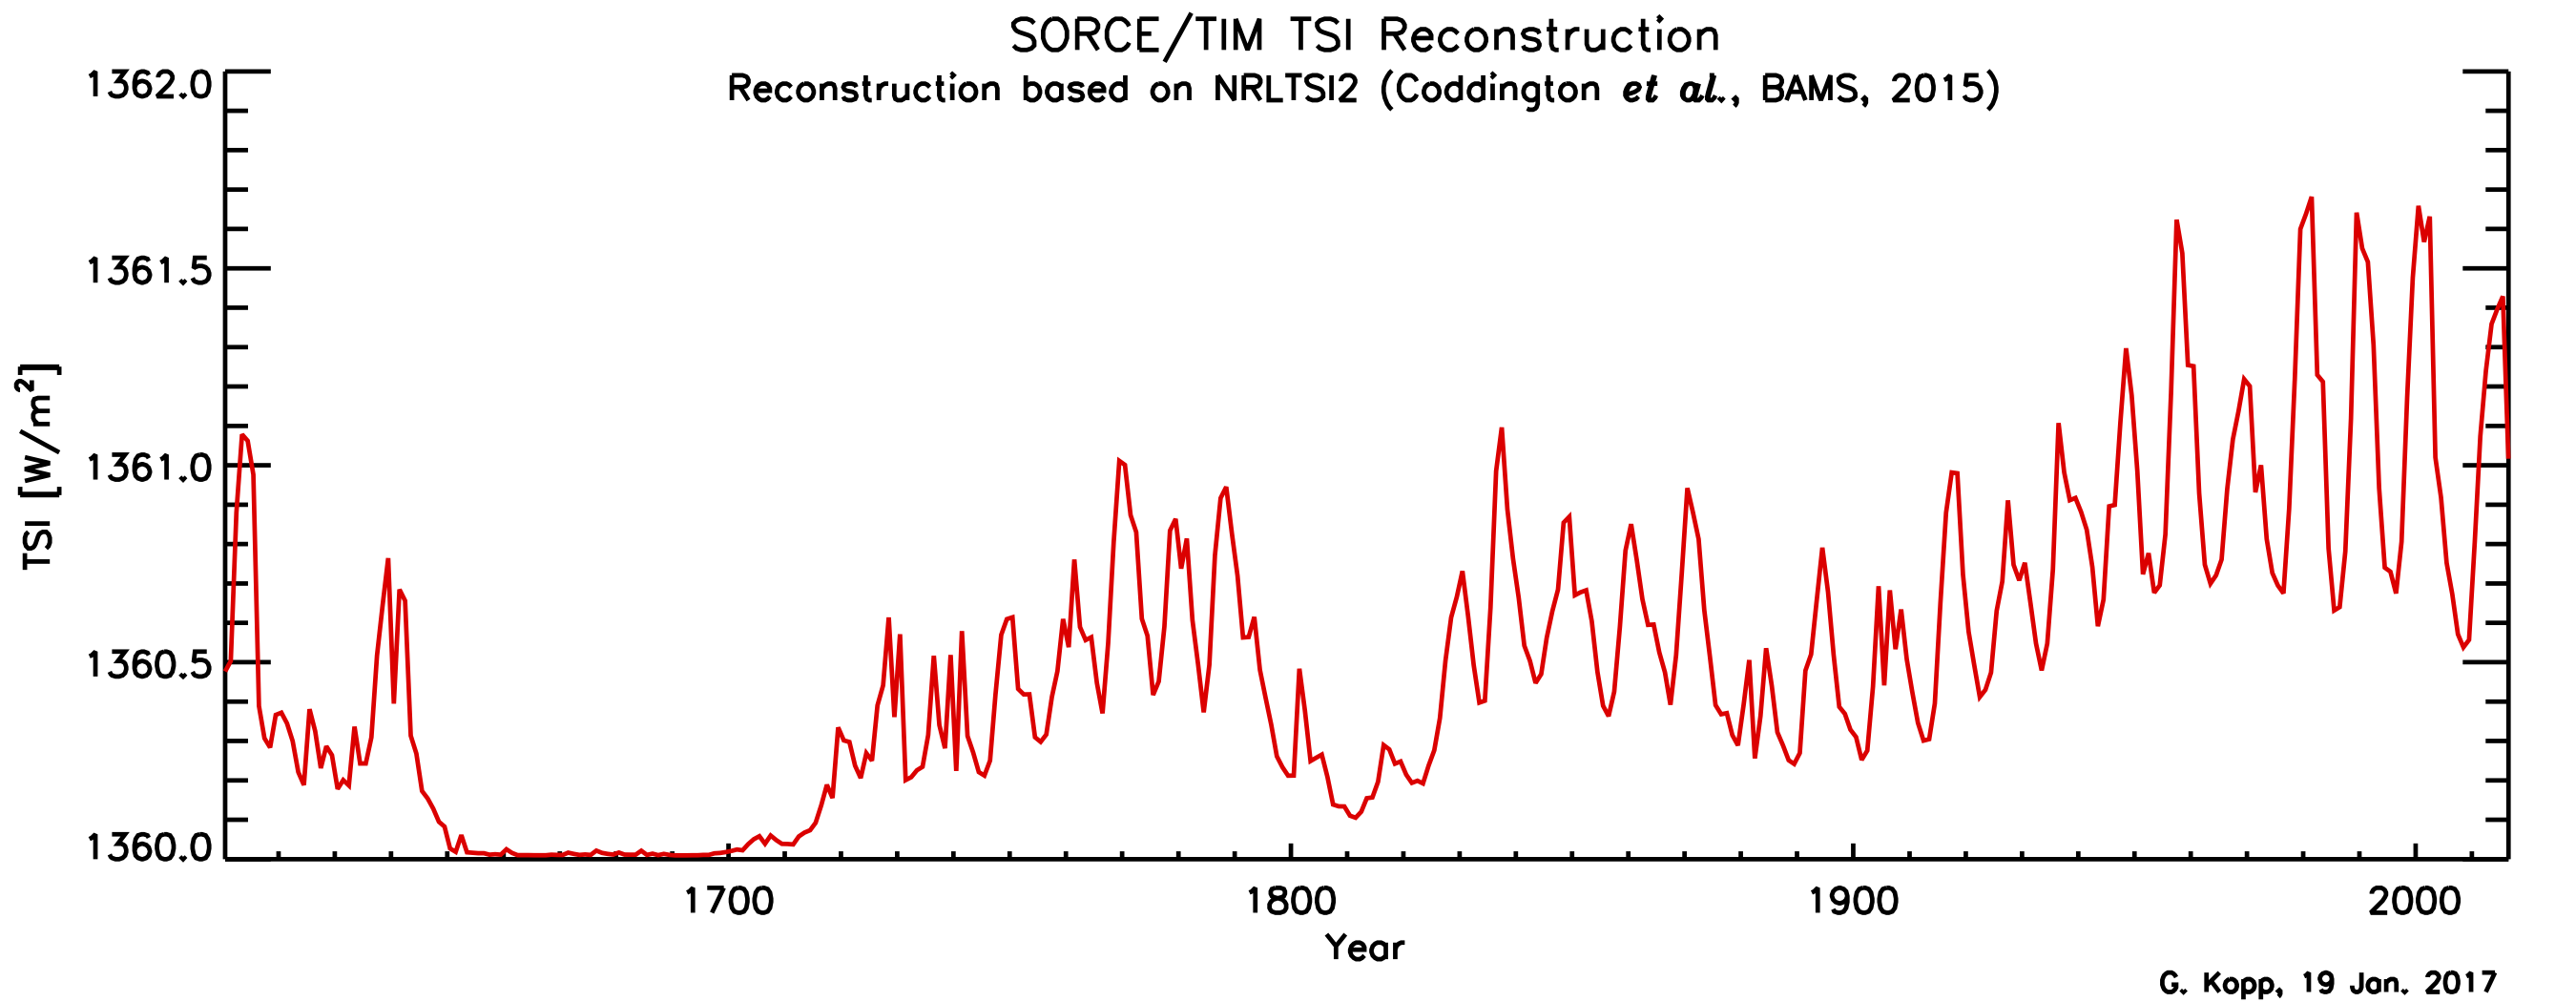 SORCE/TIM TSI Reconstruction
Reconstruction based on NRLTSI2 (Coddington et al., BAMS, 2015)
1362.0
1361.5
1361.0
1360.5
1360.0
TSI [W/m²]
1700 1800 1900 2000
Year
G. Kopp, 19 Jan. 2017